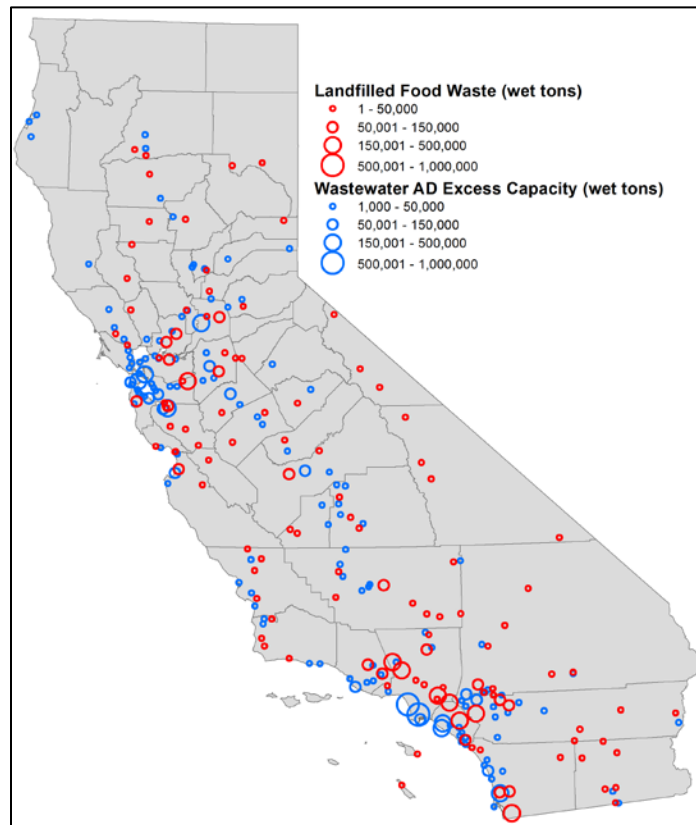 Landfilled Food Waste (wet tons)
1 - 50,000
50,001 - 150,000
150,001 - 500,000
500,001 - 1,000,000
Wastewater AD Excess Capacity (wet tons)
1,000 - 50,000
50,001 - 150,000
150,001 - 500,000
500,001 - 1,000,000